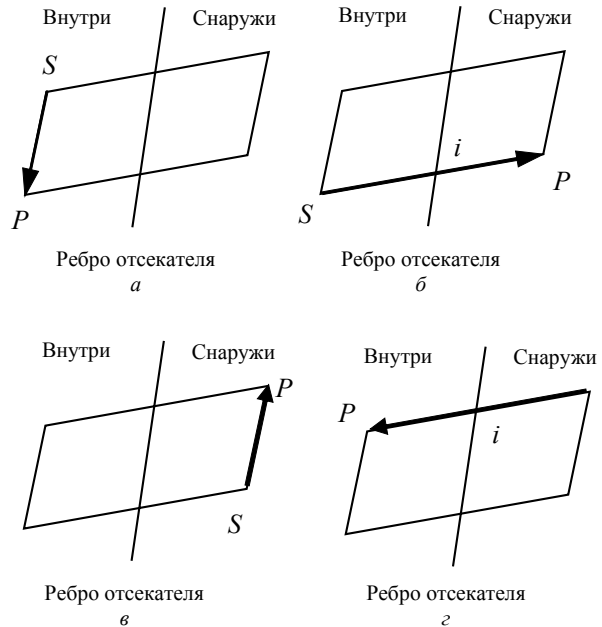 Внутри Снаружи
S
P
Ребро отсекателя
а
Внутри Снаружи
i
P
S
Ребро отсекателя
б
Внутри Снаружи
P
S
Ребро отсекателя
в
Внутри Снаружи
P
i
Ребро отсекателя
г